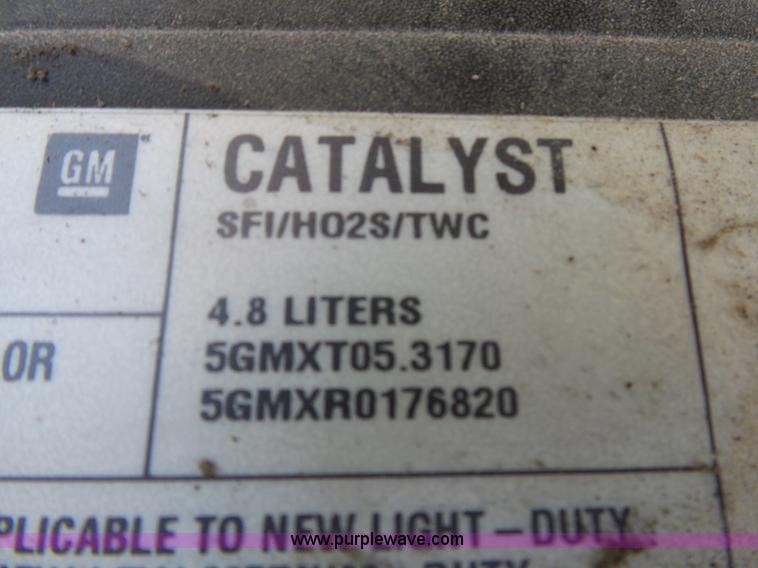 GM
CATALYST
SFI/HO2S/TWC
4.8 LITERS
5GMXT05.3170
OR
5GMXR0176820
PLICABLE TO NEW LIGHT-DUTY
www.purplewave.com